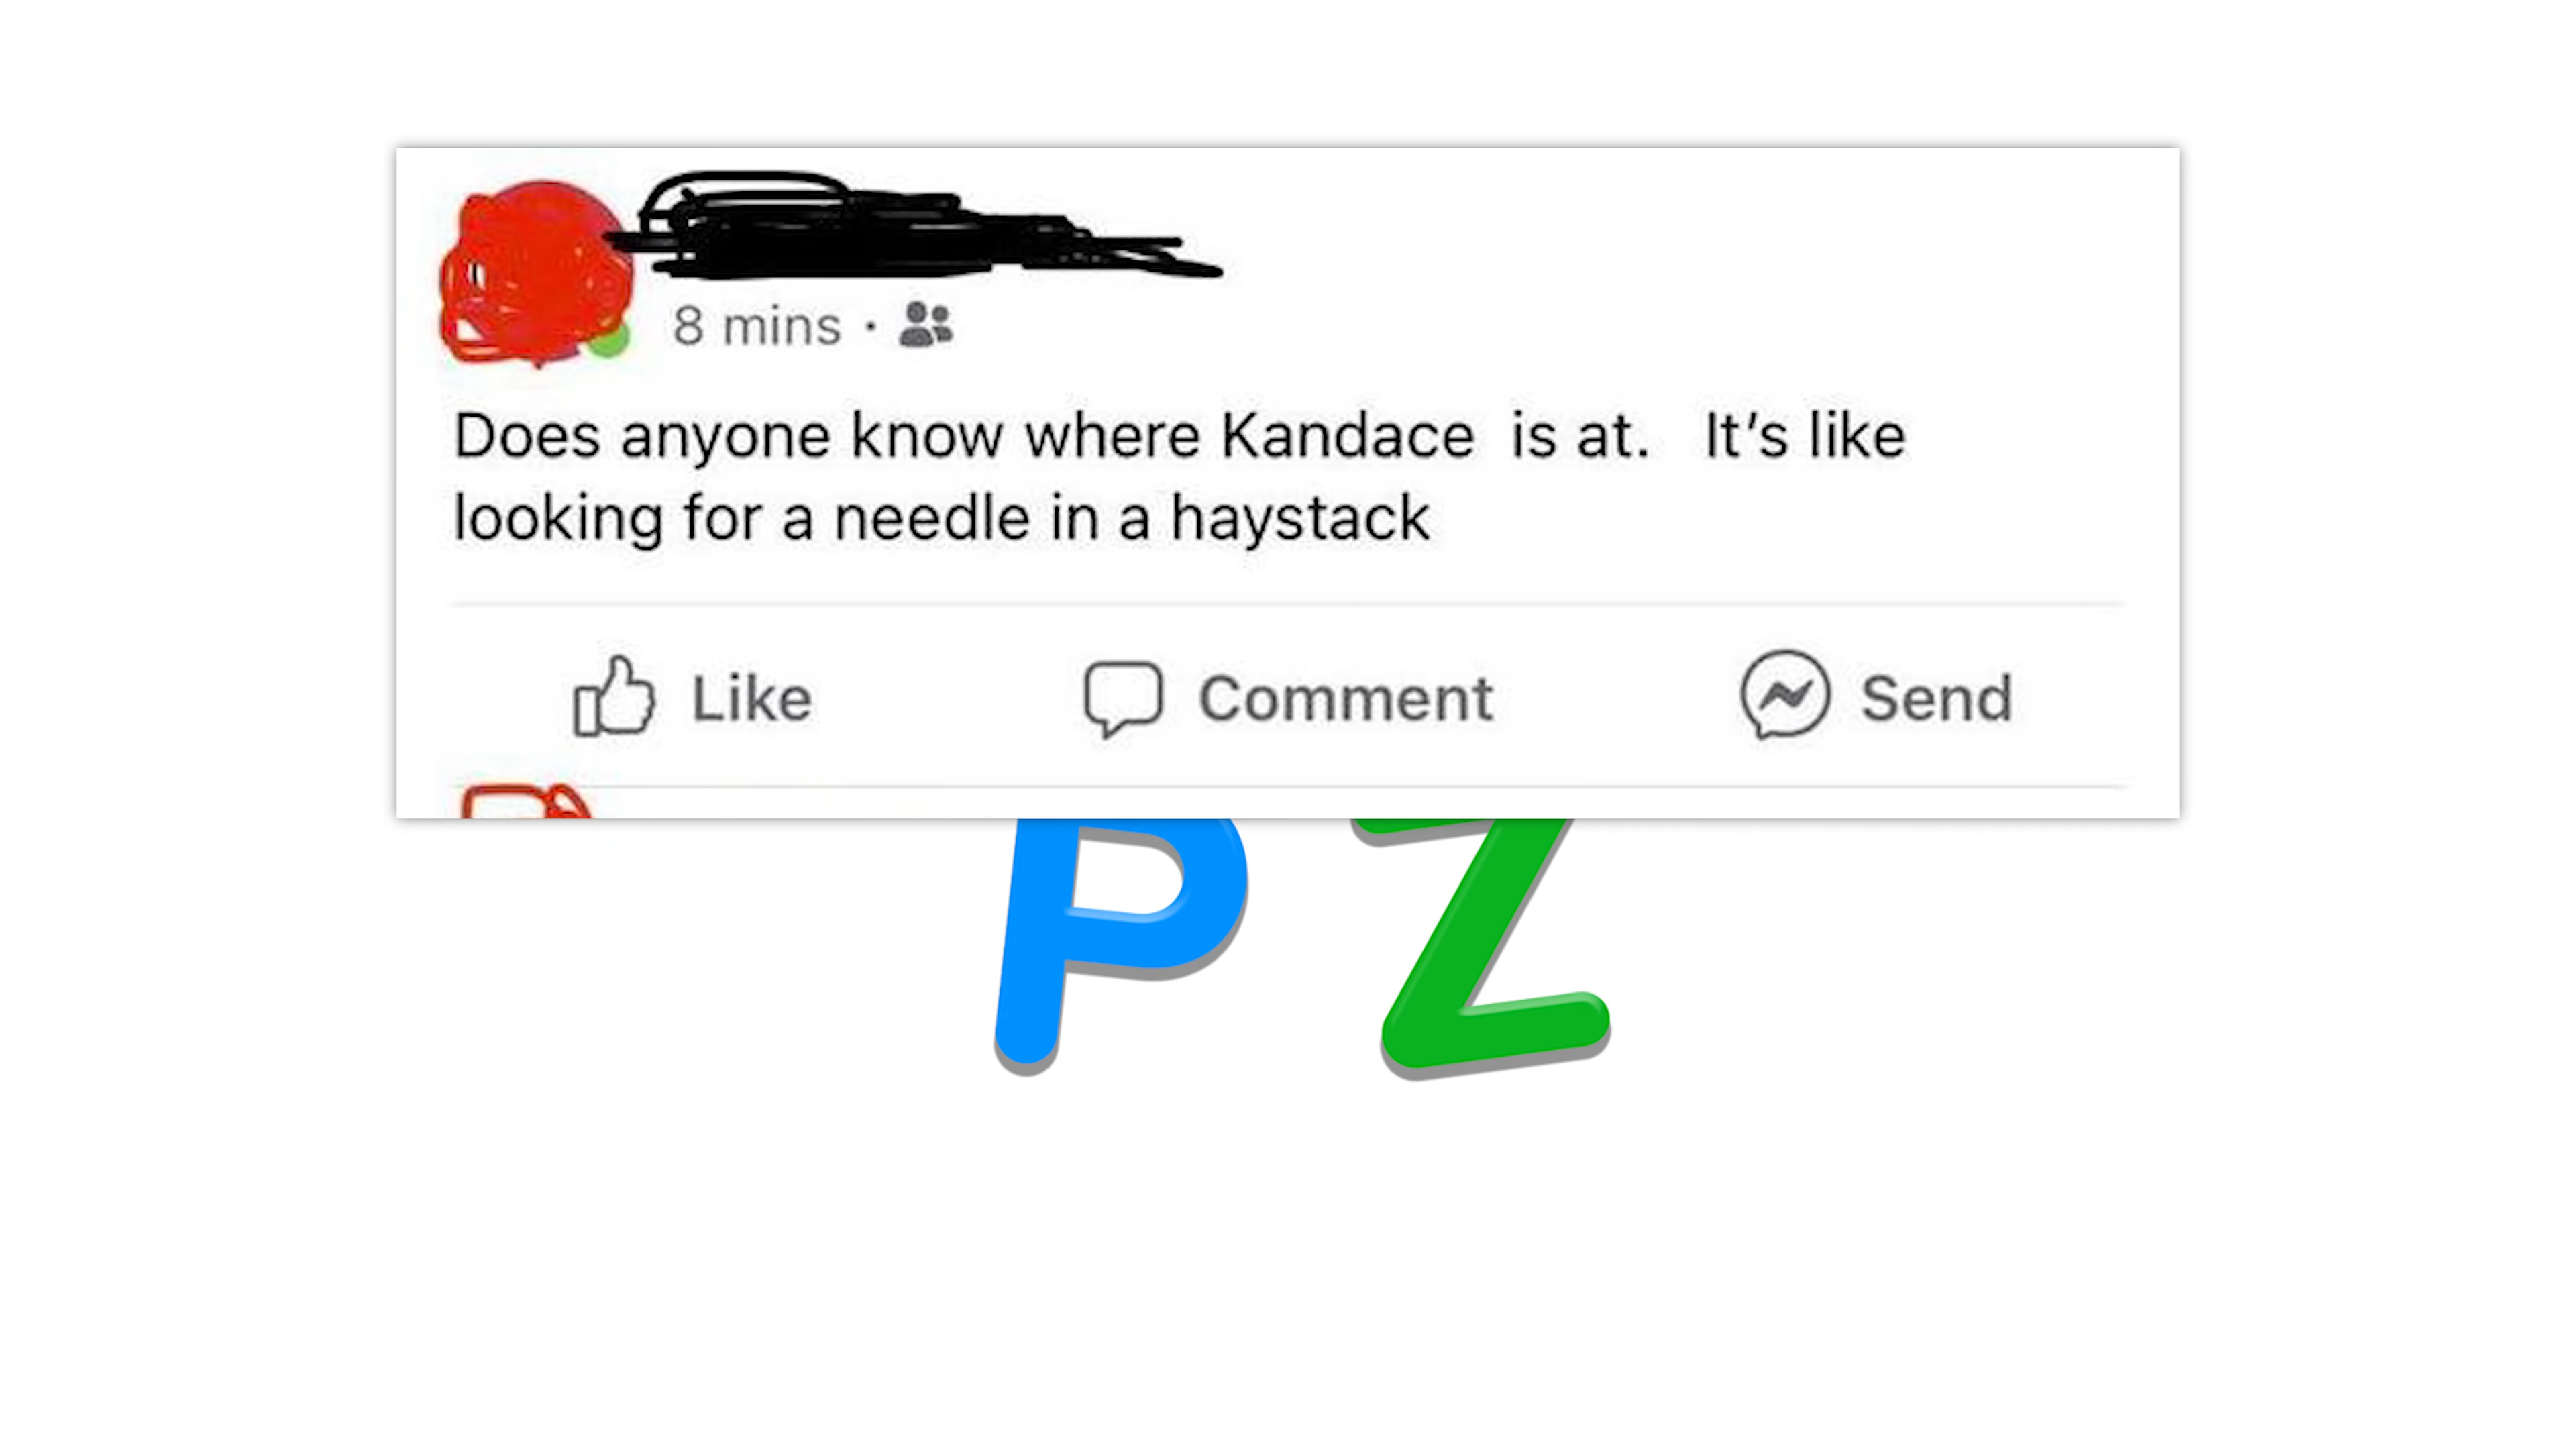 8 mins ·
Does anyone know where Kandace  is at.   It’s like
looking for a needle in a haystack
Like
Comment
Send
P Z